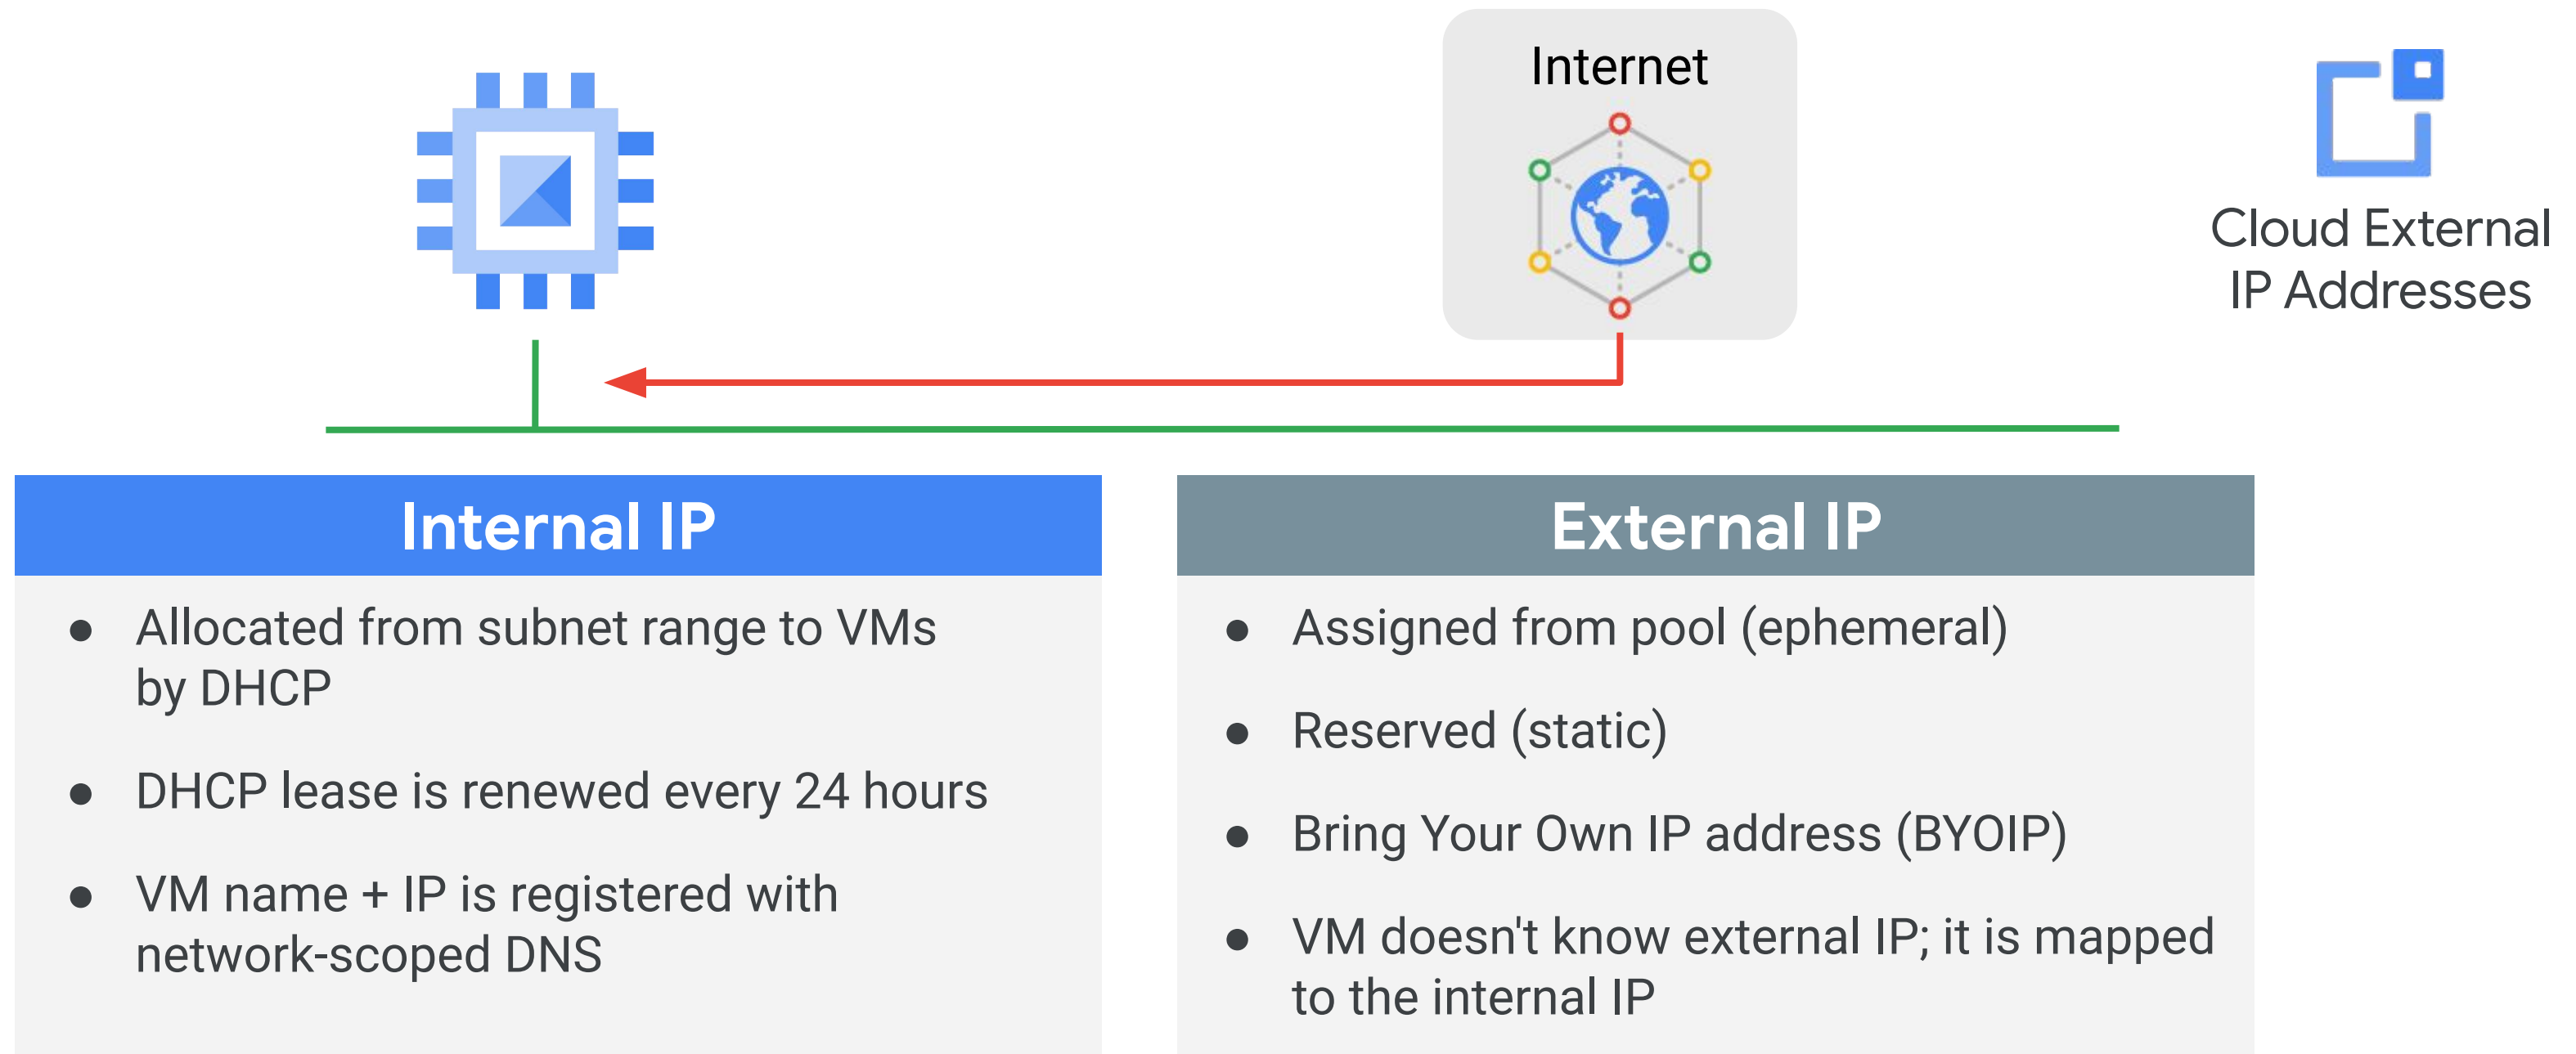 Internet
Cloud External
IP Addresses
Internal IP
● Allocated from subnet range to VMs
by DHCP
● DHCP lease is renewed every 24 hours
● VM name + IP is registered with
network-scoped DNS
External IP
● Assigned from pool (ephemeral)
● Reserved (static)
● Bring Your Own IP address (BYOIP)
● VM doesn't know external IP; it is mapped
to the internal IP